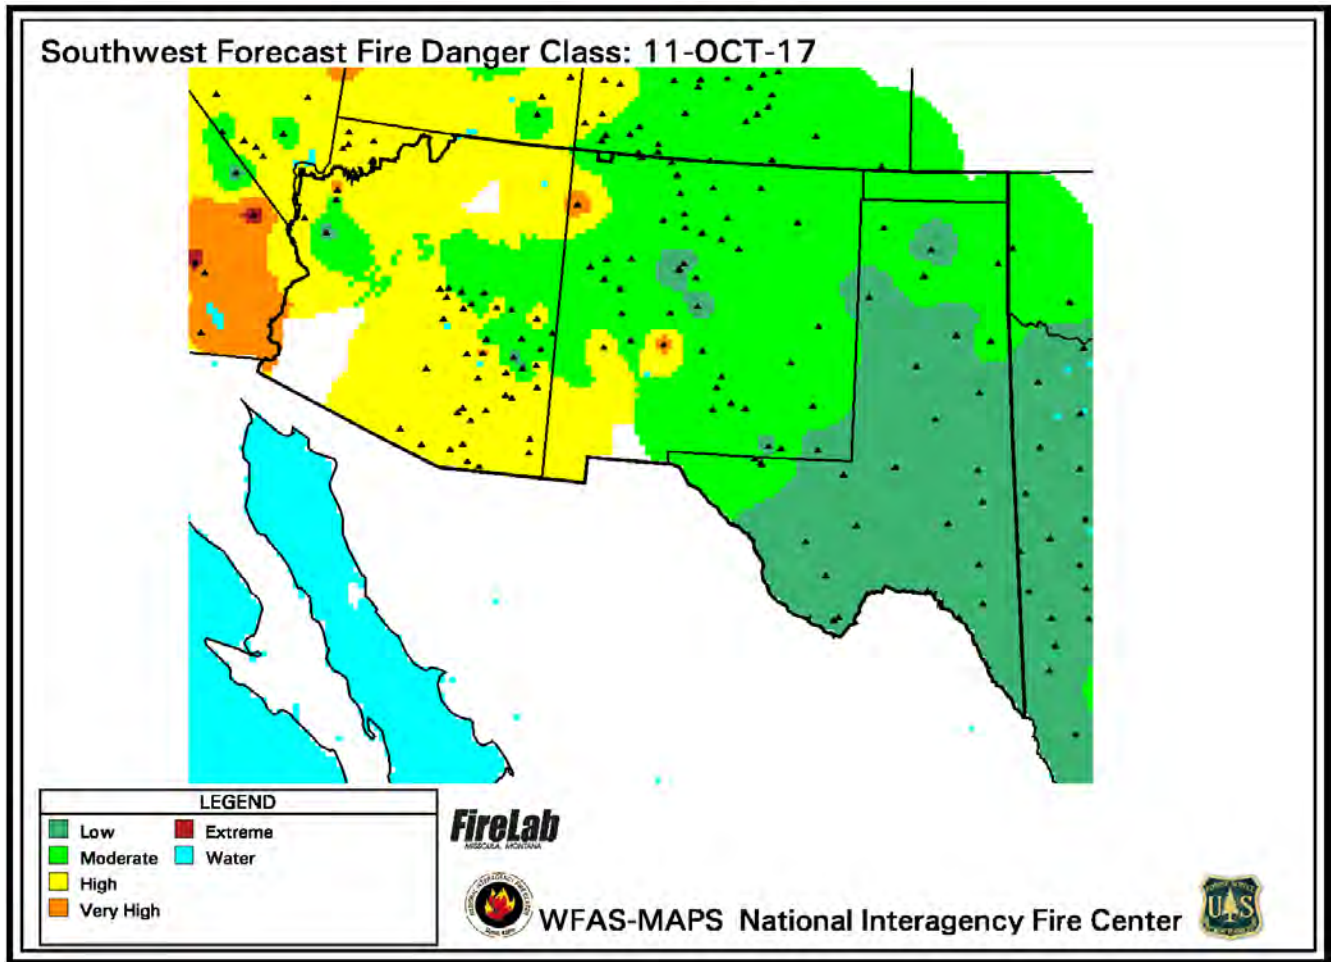 Southwest Forecast Fire Danger Class: 11-OCT-17
LEGEND
Low
Extreme
Moderate
Water
High
Very High
FireLab
MISSOULA, MONTANA
WFAS-MAPS National Interagency Fire Center
U S